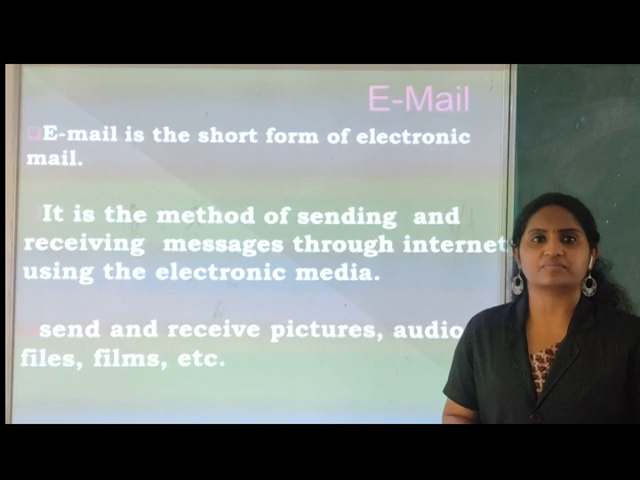 E-Mail
E-mail is the short form of electronic
mail.
It is the method of sending and
receiving messages through internet
using the electronic media.
send and receive pictures, audio
files, films, etc.